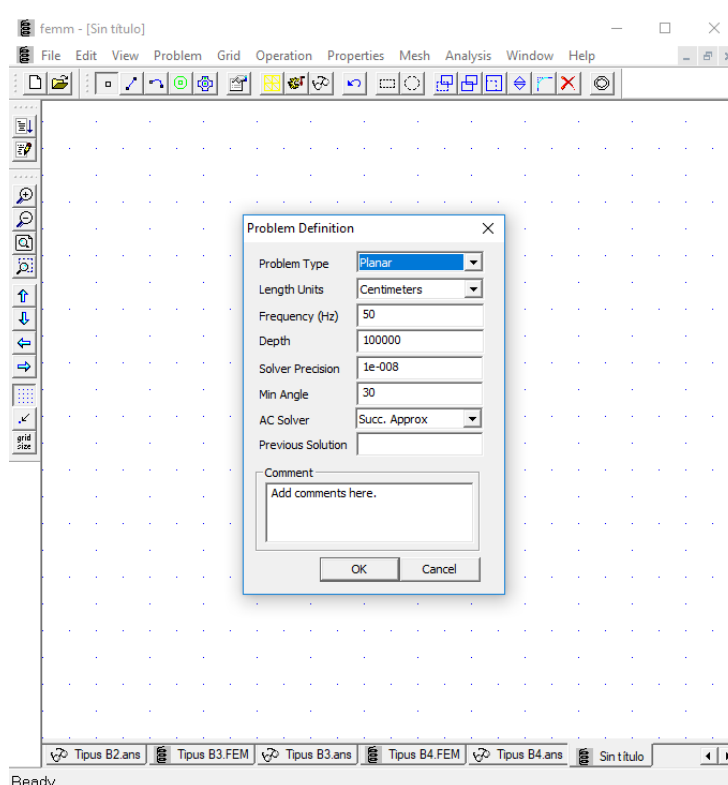 femm - [Sin título]
File Edit View Problem Grid Operation Properties Mesh Analysis Window Help
grid size
Problem Definition
Problem Type Planar
Length Units Centimeters
Frequency (Hz) 50
Depth 100000
Solver Precision 1e-008
Min Angle 30
AC Solver Succ. Approx
Previous Solution
Comment
Add comments here.
OK Cancel
Tipus B2.ans Tipus B3.FEM Tipus B3.ans Tipus B4.FEM Tipus B4.ans Sin título
Ready